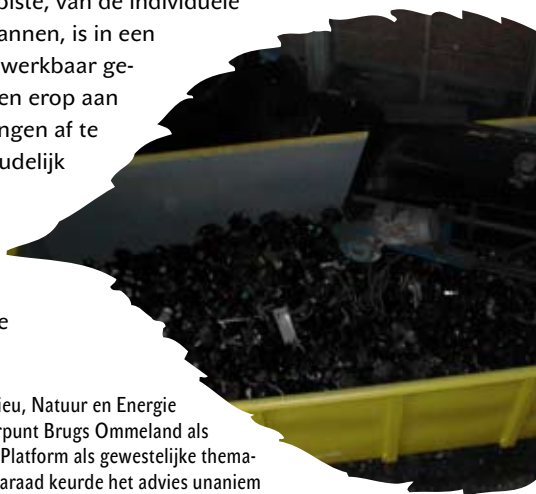 piste, van de individuele
annen, is in een
werkbaar ge-
en erop aan
ngen af te
udelijk
e
ieu, Natuur en Energie
rpunt Brugs Ommeland als
Platform als gewestelijke thema-
araad keurde het advies unaniem